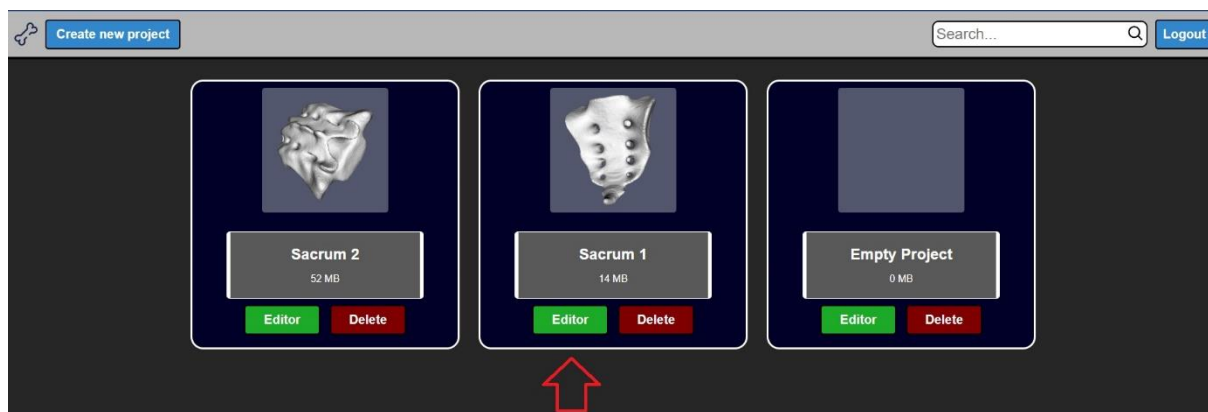 Create new project
Search...
Logout
Sacrum 2
52 MB
Editor
Delete
Sacrum 1
14 MB
Editor
Delete
Empty Project
0 MB
Editor
Delete